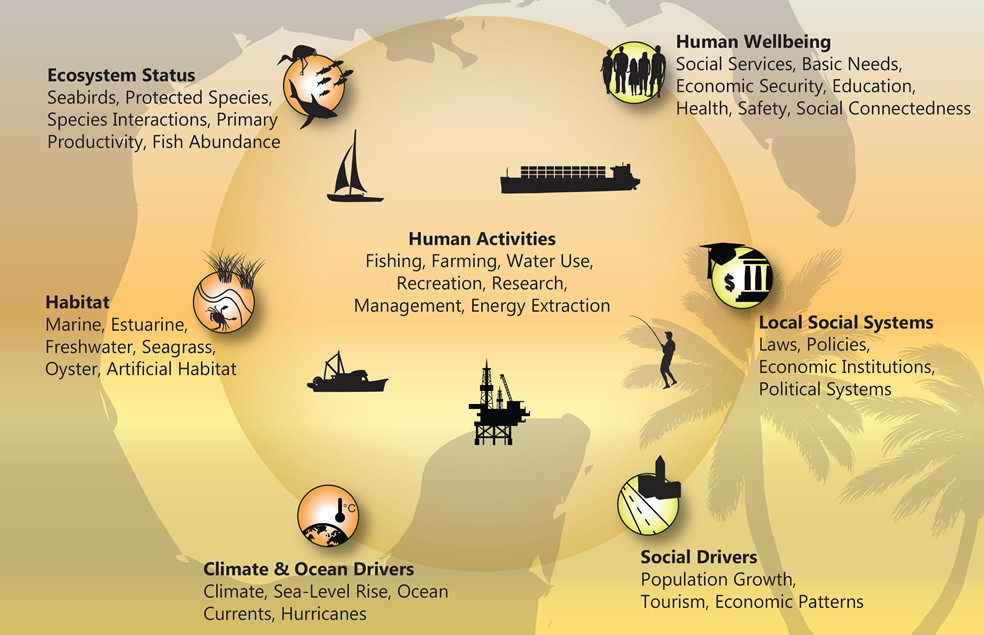 Ecosystem Status
Seabirds, Protected Species,
Species Interactions, Primary
Productivity, Fish Abundance
Human Wellbeing
Social Services, Basic Needs,
Economic Security, Education,
Health, Safety, Social Connectedness
Human Activities
Fishing, Farming, Water Use,
Recreation, Research,
Management, Energy Extraction
$
Habitat
Marine, Estuarine,
Freshwater, Seagrass,
Oyster, Artificial Habitat
Local Social Systems
Laws, Policies,
Economic Institutions,
Political Systems
°C
Climate & Ocean Drivers
Climate, Sea-Level Rise, Ocean
Currents, Hurricanes
Social Drivers
Population Growth,
Tourism, Economic Patterns